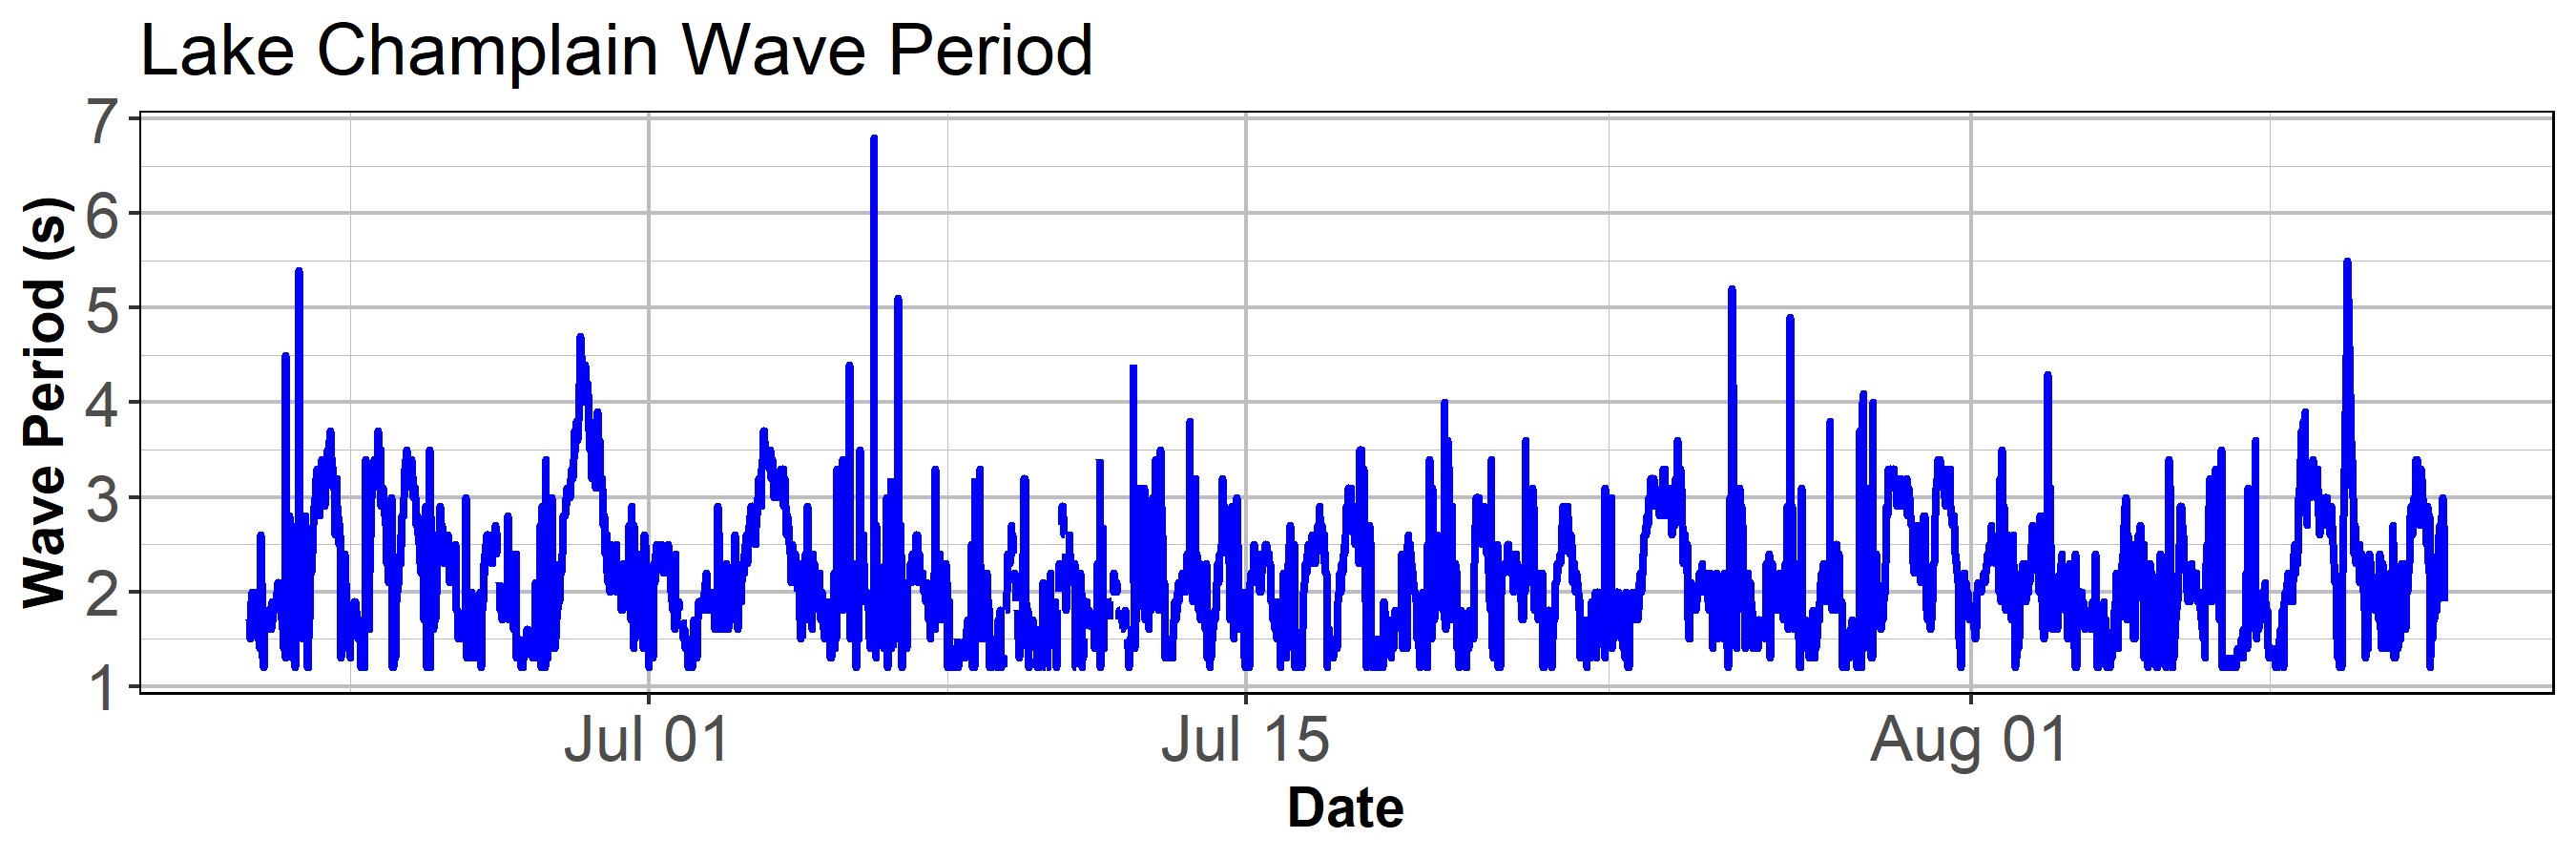 Lake Champlain Wave Period
Wave Period (s)
7
6
5
4
3
2
1
Jul 01
Jul 15
Aug 01
Date